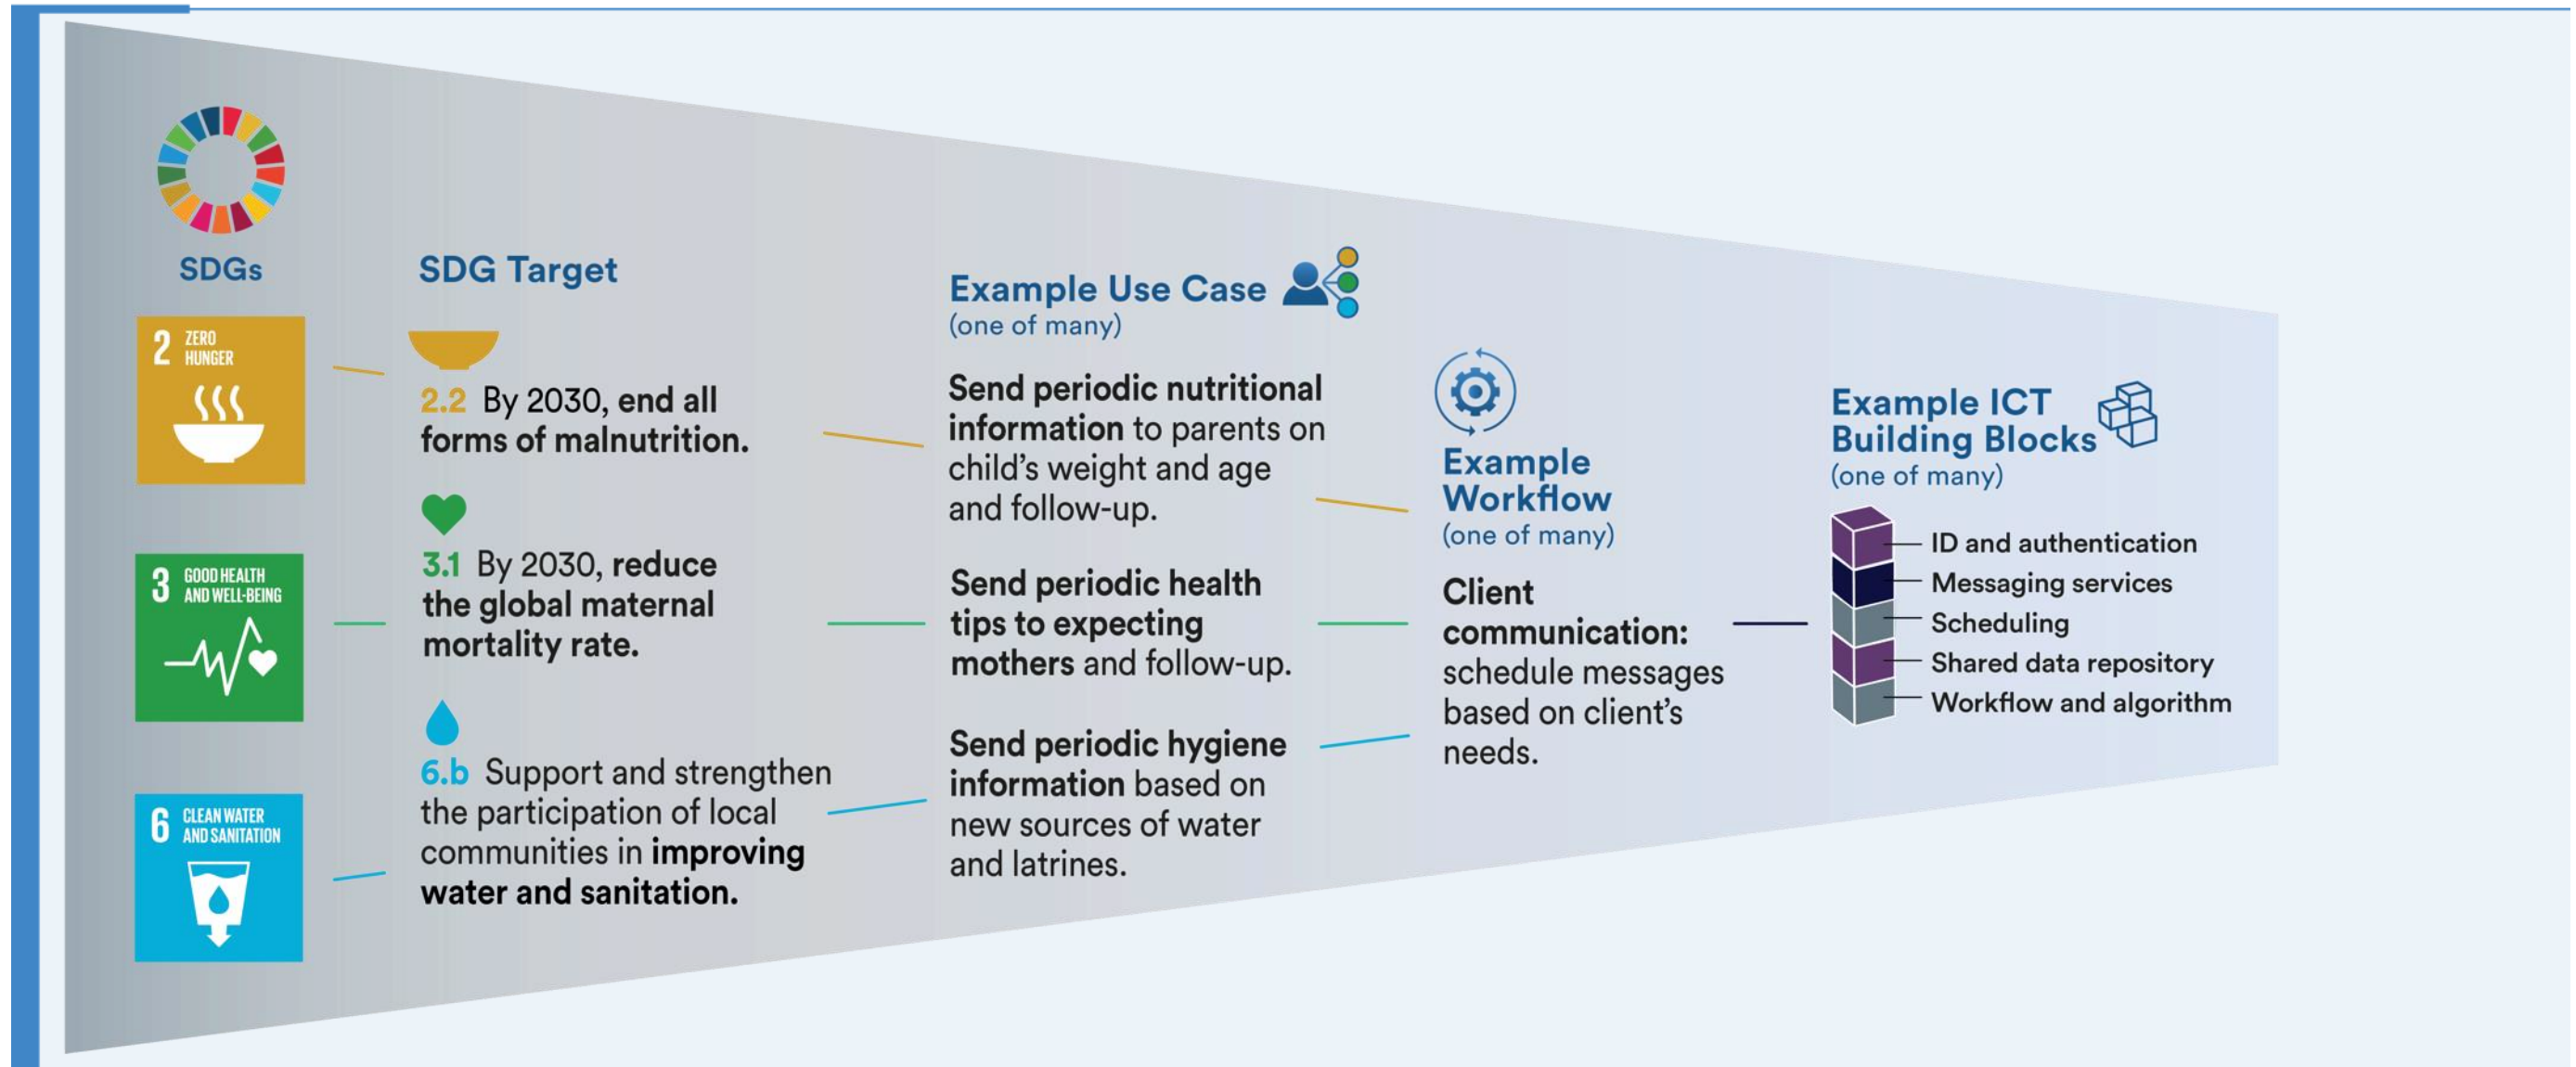 SDGs
2 ZERO
HUNGER
3 GOOD HEALTH
AND WELL-BEING
6 CLEAN WATER
AND SANITATION
SDG Target
2.2 By 2030, end all
forms of malnutrition.
3.1 By 2030, reduce
the global maternal
mortality rate.
6.b Support and strengthen
the participation of local
communities in improving
water and sanitation.
Example Use Case
(one of many)
Send periodic nutritional
information to parents on
child's weight and age
and follow-up.
Send periodic health
tips to expecting
mothers and follow-up.
Send periodic hygiene
information based on
new sources of water
and latrines.
Example
Workflow
(one of many)
Client
communication:
schedule messages
based on client's
needs.
Example ICT
Building Blocks
(one of many)
ID and authentication
Messaging services
Scheduling
Shared data repository
Workflow and algorithm